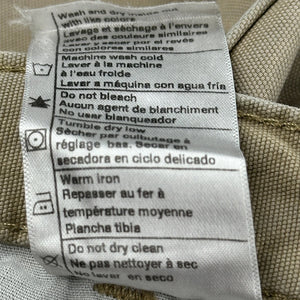 Wash and dry inside out
with like colors
Lavage et séchage à l'envers
avec des couleurs similaires
Lavar y secar por el revés
con colores similares
Machine wash cold
Laver à la machine
à l'eau froide
Lavar a máquina con agua fría
Do not bleach
Aucun agent de blanchiment
No usar blanqueador
Tumble dry low
Sécher par culbutage à
réglage bas. Secar en
secadora en ciclo delicado
Warm iron
Repasser au fer à
température moyenne
Plancha tibia
Do not dry clean
Ne pas nettoyer à sec
No lavar en seco